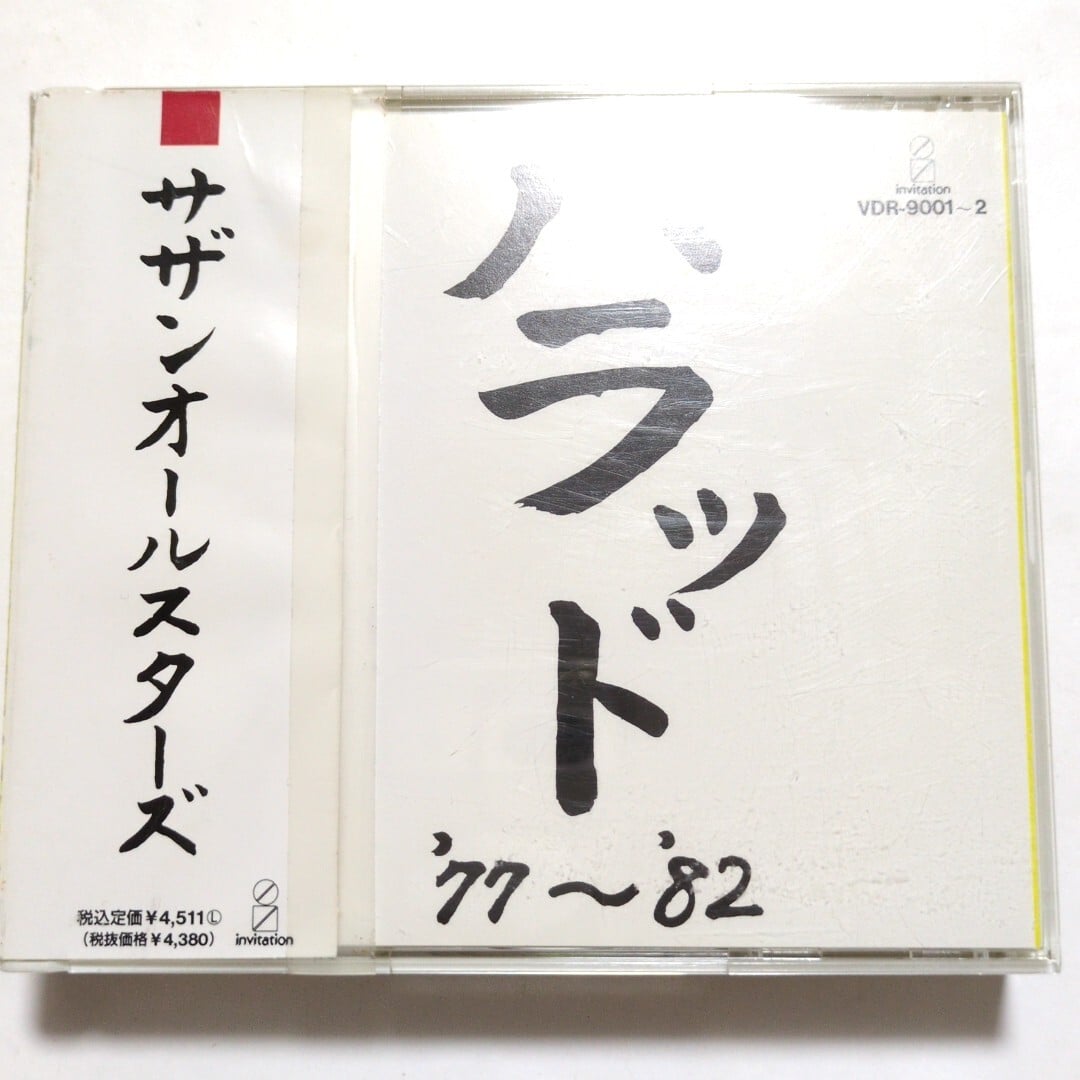 サザンオールスターズ
税込定価¥4,511Ⓛ
(税抜価格¥4,380)
invitation
invitation
VDR-9001~2
バラッド
'77~'82